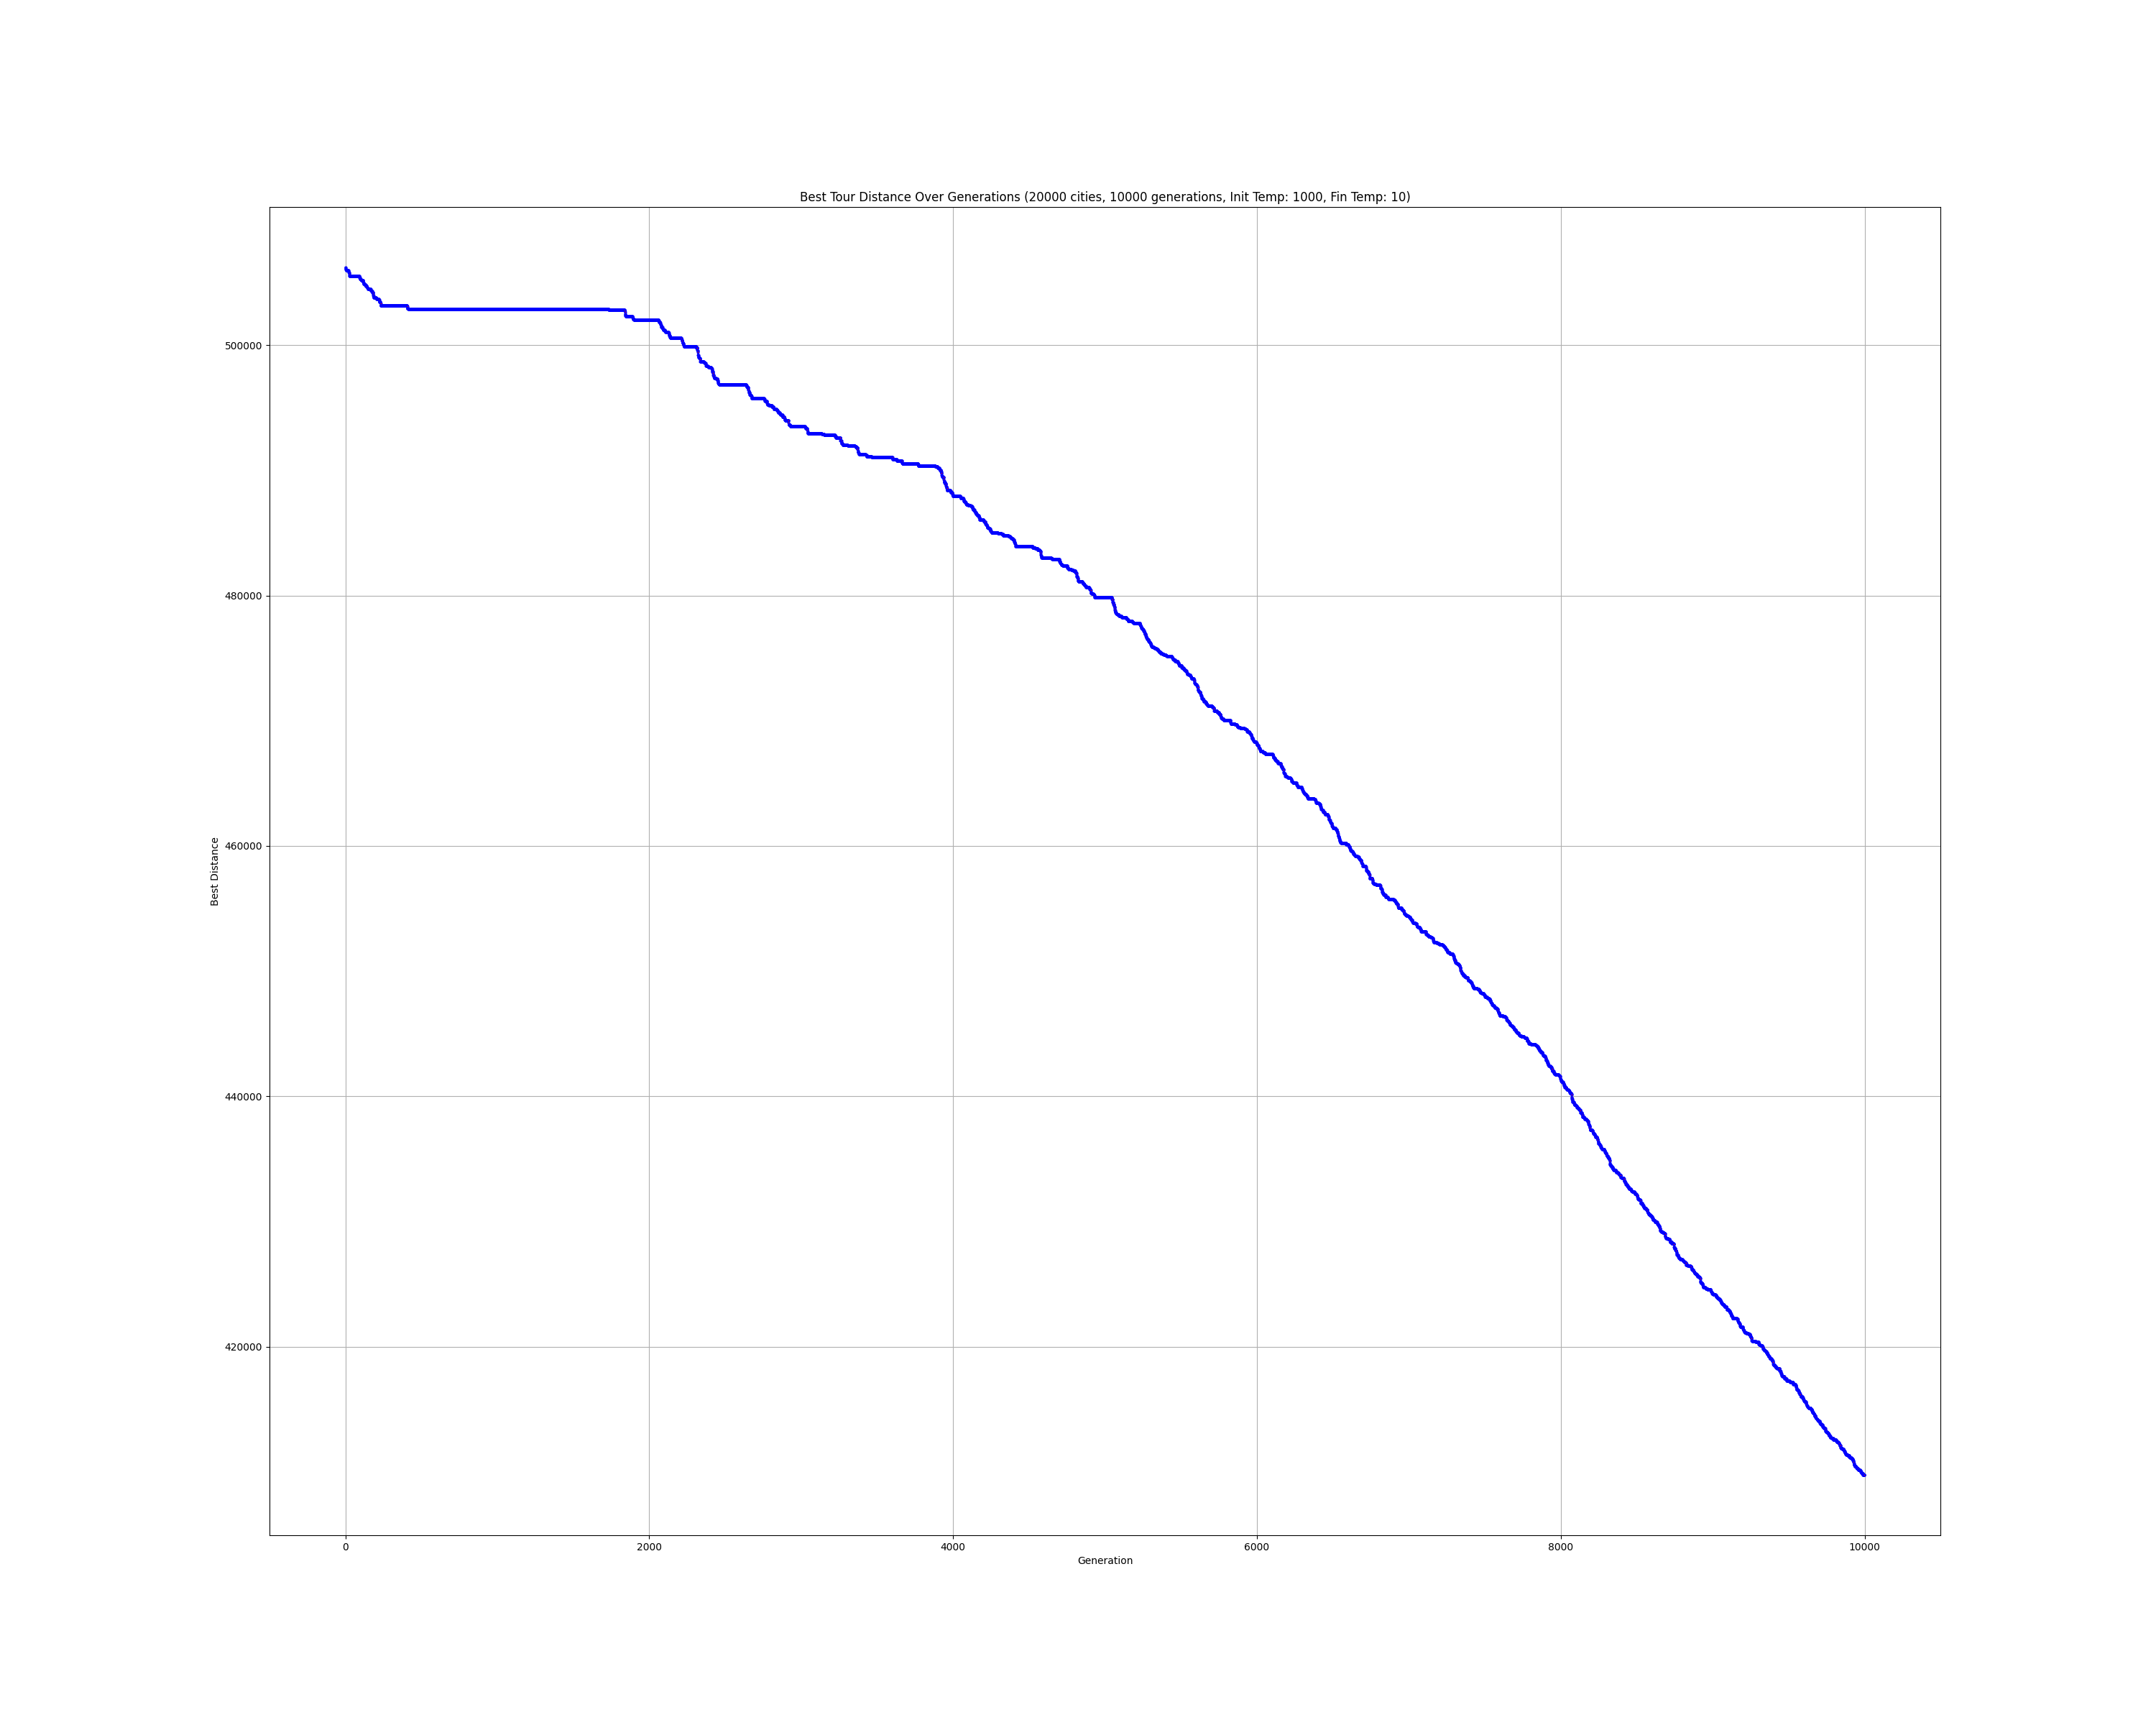 Best Tour Distance Over Generations (20000 cities, 10000 generations, Init Temp: 1000, Fin Temp: 10)
Best Distance
500000
480000
460000
440000
420000
0 2000 4000 6000 8000 10000
Generation